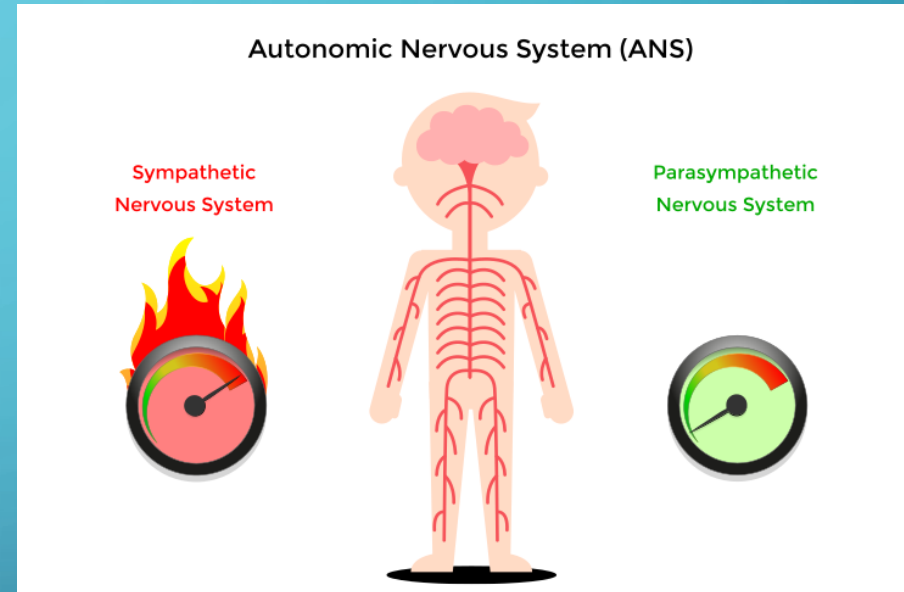 Autonomic Nervous System (ANS)
Sympathetic
Nervous System
Parasympathetic
Nervous System